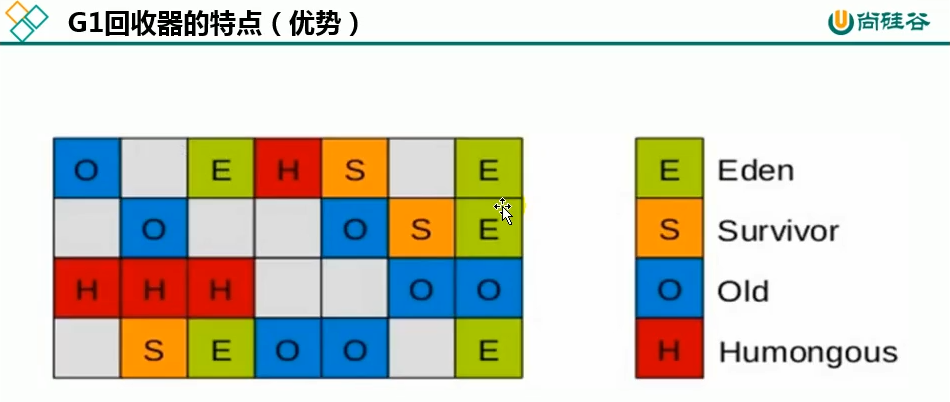 G1回收器的特点（优势）
尚硅谷
O E H S E
O O S E
H H H O O
S E O O E
E Eden
S Survivor
O Old
H Humongous